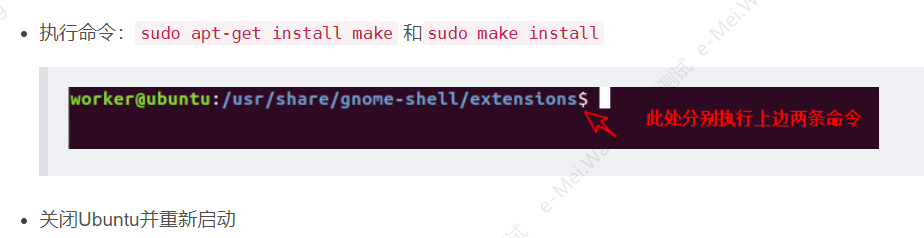 执行命令：sudo apt-get install make 和 sudo make install
worker@ubuntu:/usr/share/gnome-shell/extensions$
此处分别执行上边两条命令
关闭Ubuntu并重新启动